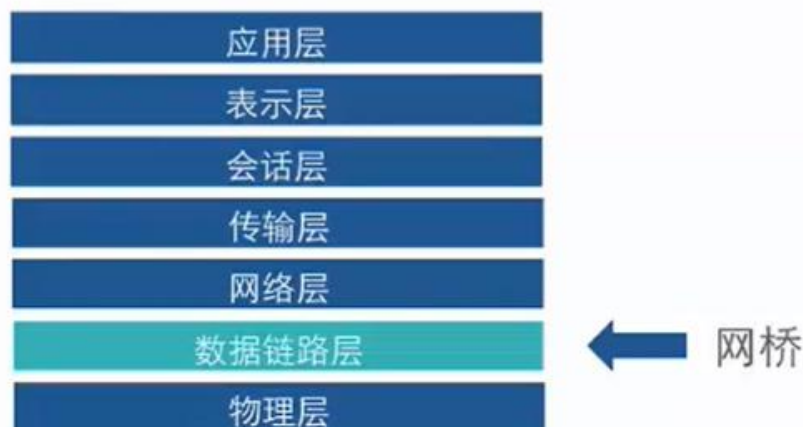 应用层
表示层
会话层
传输层
网络层
数据链路层
网桥
物理层